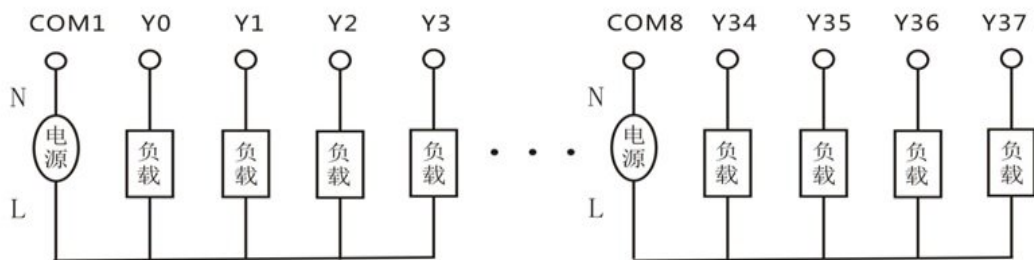 COM1 Y0 Y1 Y2 Y3 COM8 Y34 Y35 Y36 Y37
N N
电源 负载 负载 负载 负载 • • • 电源 负载 负载 负载 负载
L L